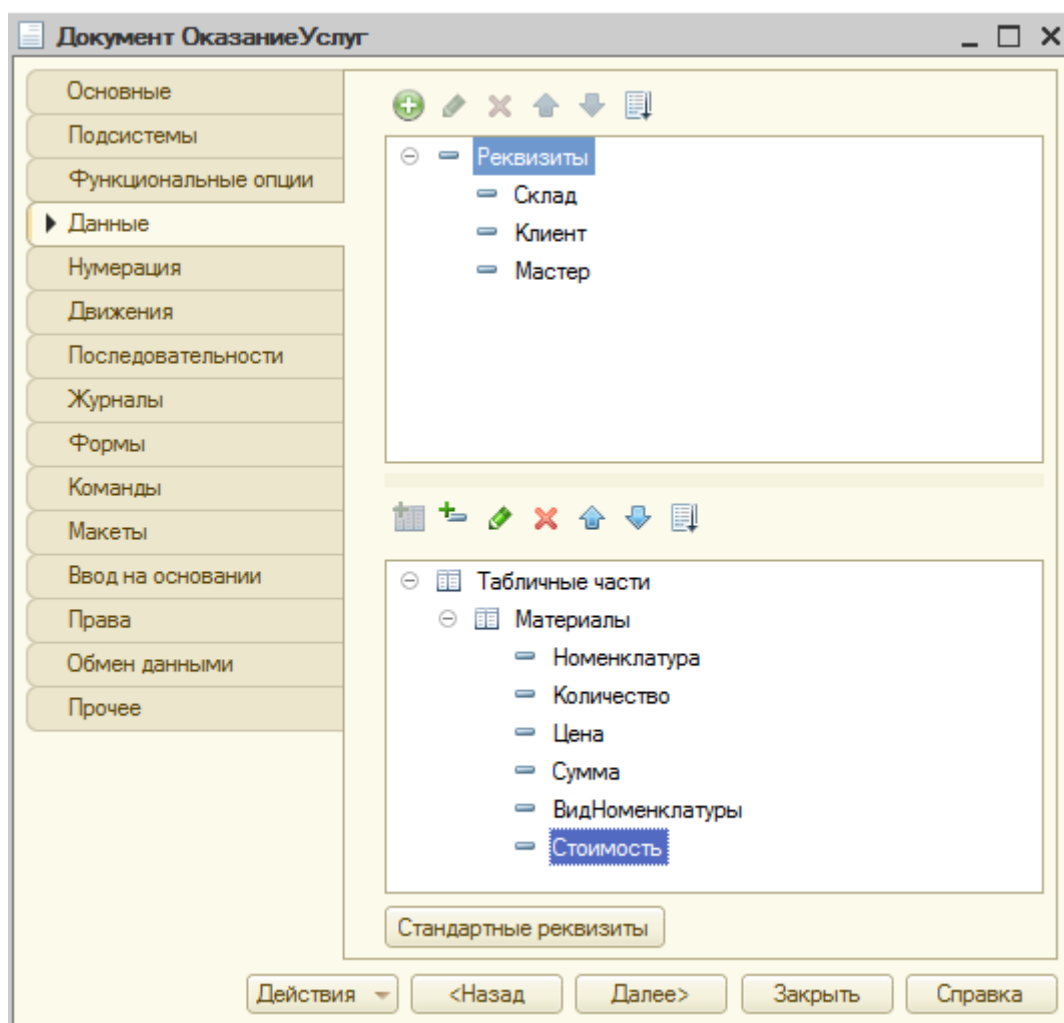 Документ ОказаниеУслуг
Основные
Подсистемы
Функциональные опции
Данные
Нумерация
Движения
Последовательности
Журналы
Формы
Команды
Макеты
Ввод на основании
Права
Обмен данными
Прочее
Реквизиты
Склад
Клиент
Мастер
Табличные части
Материалы
Номенклатура
Количество
Цена
Сумма
ВидНоменклатуры
Стоимость
Стандартные реквизиты
Действия
<Назад
Далее>
Закрыть
Справка